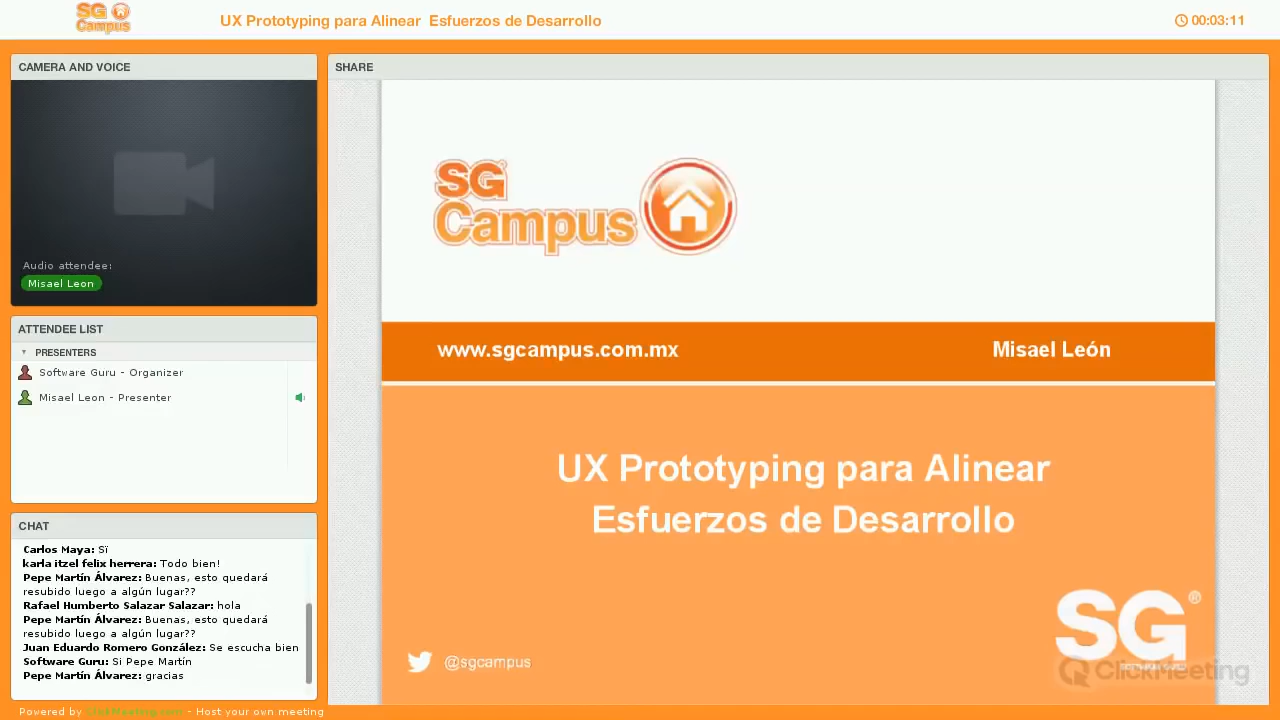 SG
Campus
UX Prototyping para Alinear  Esfuerzos de Desarrollo
00:03:11
CAMERA AND VOICE
Audio attendee:
Misael Leon
ATTENDEE LIST
PRESENTERS
Software Guru - Organizer
Misael Leon - Presenter
CHAT
Carlos Maya: Sï
karla itzel felix herrera: Todo bien!
Pepe Martín Álvarez: Buenas, esto quedará
resubido luego a algún lugar??
Rafael Humberto Salazar Salazar: hola
Pepe Martín Álvarez: Buenas, esto quedará
resubido luego a algún lugar??
Juan Eduardo Romero González: Se escucha bien
Software Guru: Si Pepe Martín
Pepe Martín Álvarez: gracias
Powered by ClickMeeting.com - Host your own meeting
SHARE
SG
Campus
www.sgcampus.com.mx
Misael León
UX Prototyping para Alinear
Esfuerzos de Desarrollo
@sgcampus
SG®
ClickMeeting